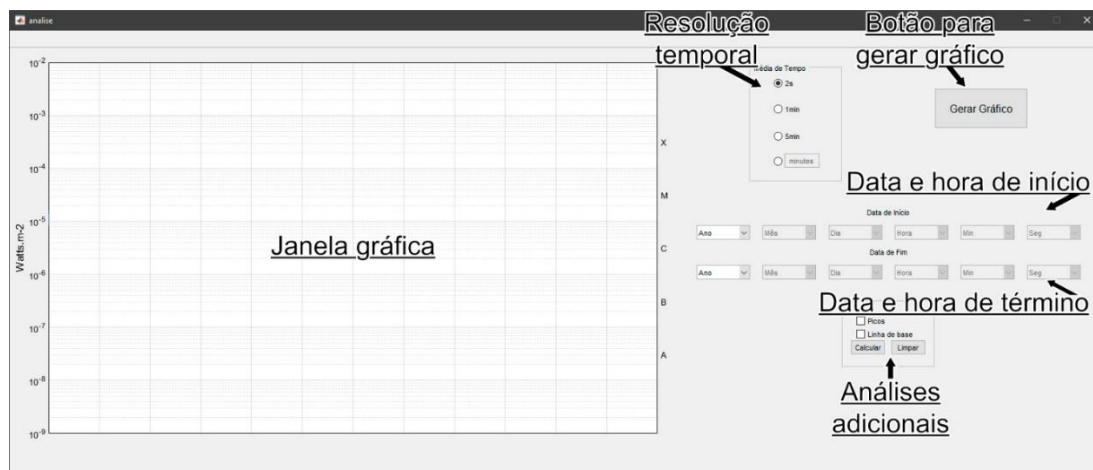 analise
Resolução
temporal
Botão para
gerar gráfico
Média de Tempo
2s
1min
5min
minutos
Gerar Gráfico
10-2
10-3
10-4
10-5
10-6
10-7
10-8
10-9
Watts.m-2
X
M
C
B
A
Janela gráfica
Data e hora de início
Data de Início
Ano Mês Dia Hora Min Seg
Data de Fim
Ano Mês Dia Hora Min Seg
Data e hora de término
Picos
Linha de base
Calcular Limpar
Análises
adicionais